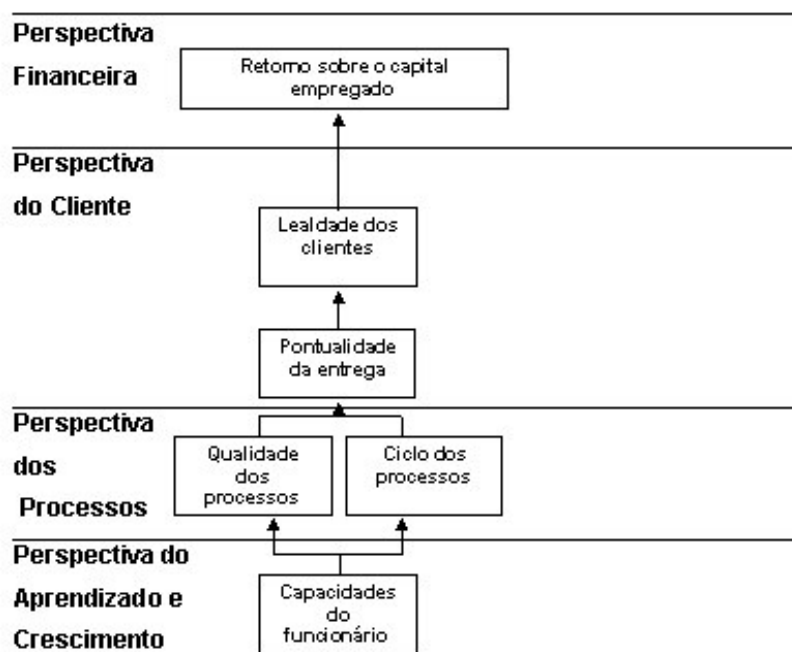 Perspectiva
Financeira
Retorno sobre o capital
empregado
Perspectiva
do Cliente
Lealdade dos
clientes
Pontualidade
da entrega
Perspectiva
dos
Processos
Qualidade
dos
processos
Ciclo dos
processos
Perspectiva do
Aprendizado e
Crescimento
Capacidades
do
funcionário